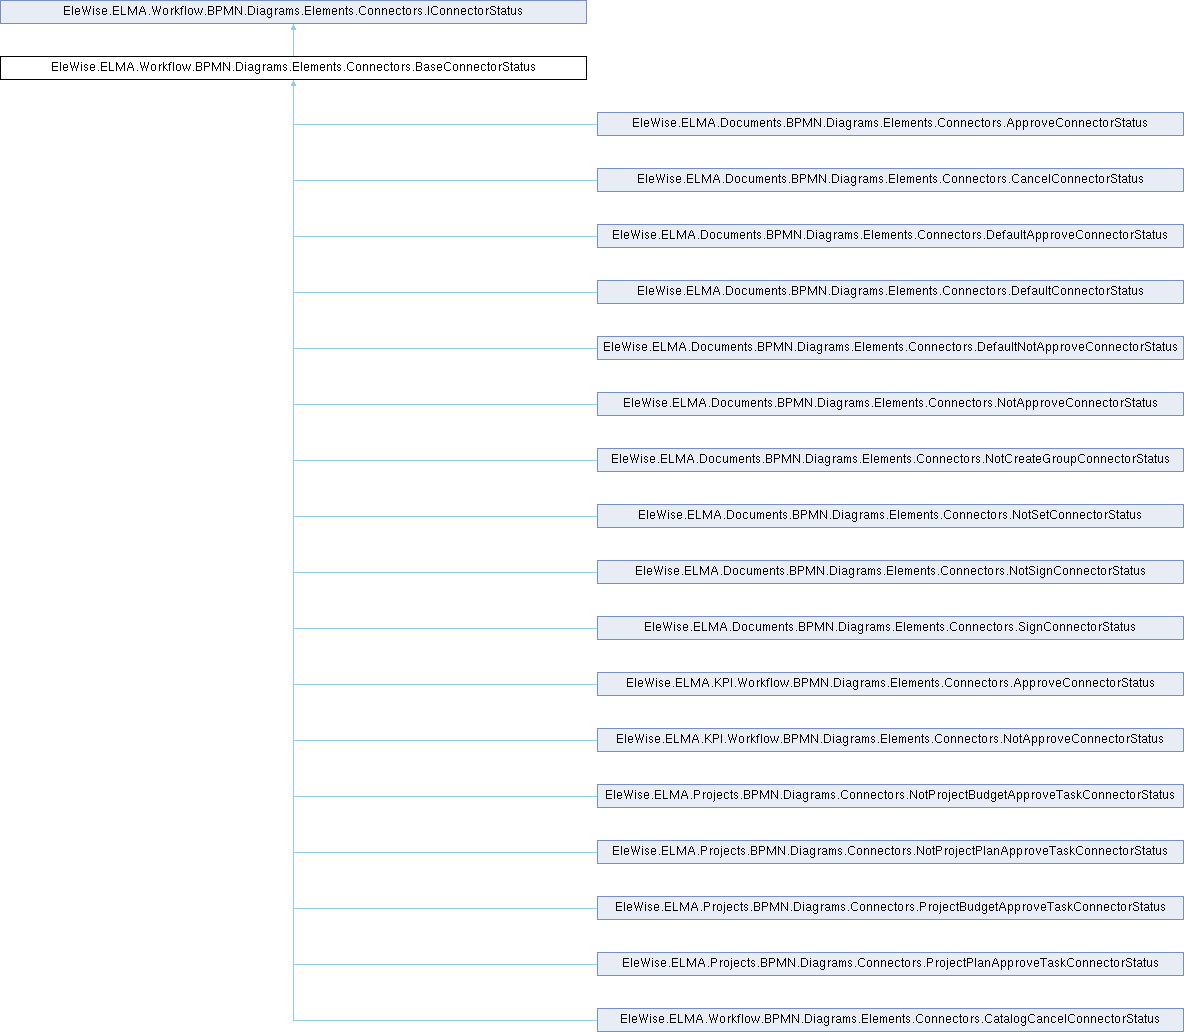 EleWise.ELMA.Workflow.BPMN.Diagrams.Elements.Connectors.IConnectorStatus
EleWise.ELMA.Workflow.BPMN.Diagrams.Elements.Connectors.BaseConnectorStatus
EleWise.ELMA.Documents.BPMN.Diagrams.Elements.Connectors.ApproveConnectorStatus
EleWise.ELMA.Documents.BPMN.Diagrams.Elements.Connectors.CancelConnectorStatus
EleWise.ELMA.Documents.BPMN.Diagrams.Elements.Connectors.DefaultApproveConnectorStatus
EleWise.ELMA.Documents.BPMN.Diagrams.Elements.Connectors.DefaultConnectorStatus
EleWise.ELMA.Documents.BPMN.Diagrams.Elements.Connectors.DefaultNotApproveConnectorStatus
EleWise.ELMA.Documents.BPMN.Diagrams.Elements.Connectors.NotApproveConnectorStatus
EleWise.ELMA.Documents.BPMN.Diagrams.Elements.Connectors.NotCreateGroupConnectorStatus
EleWise.ELMA.Documents.BPMN.Diagrams.Elements.Connectors.NotSetConnectorStatus
EleWise.ELMA.Documents.BPMN.Diagrams.Elements.Connectors.NotSignConnectorStatus
EleWise.ELMA.Documents.BPMN.Diagrams.Elements.Connectors.SignConnectorStatus
EleWise.ELMA.KPI.Workflow.BPMN.Diagrams.Elements.Connectors.ApproveConnectorStatus
EleWise.ELMA.KPI.Workflow.BPMN.Diagrams.Elements.Connectors.NotApproveConnectorStatus
EleWise.ELMA.Projects.BPMN.Diagrams.Connectors.NotProjectBudgetApproveTaskConnectorStatus
EleWise.ELMA.Projects.BPMN.Diagrams.Connectors.NotProjectPlanApproveTaskConnectorStatus
EleWise.ELMA.Projects.BPMN.Diagrams.Connectors.ProjectBudgetApproveTaskConnectorStatus
EleWise.ELMA.Projects.BPMN.Diagrams.Connectors.ProjectPlanApproveTaskConnectorStatus
EleWise.ELMA.Workflow.BPMN.Diagrams.Elements.Connectors.CatalogCancelConnectorStatus